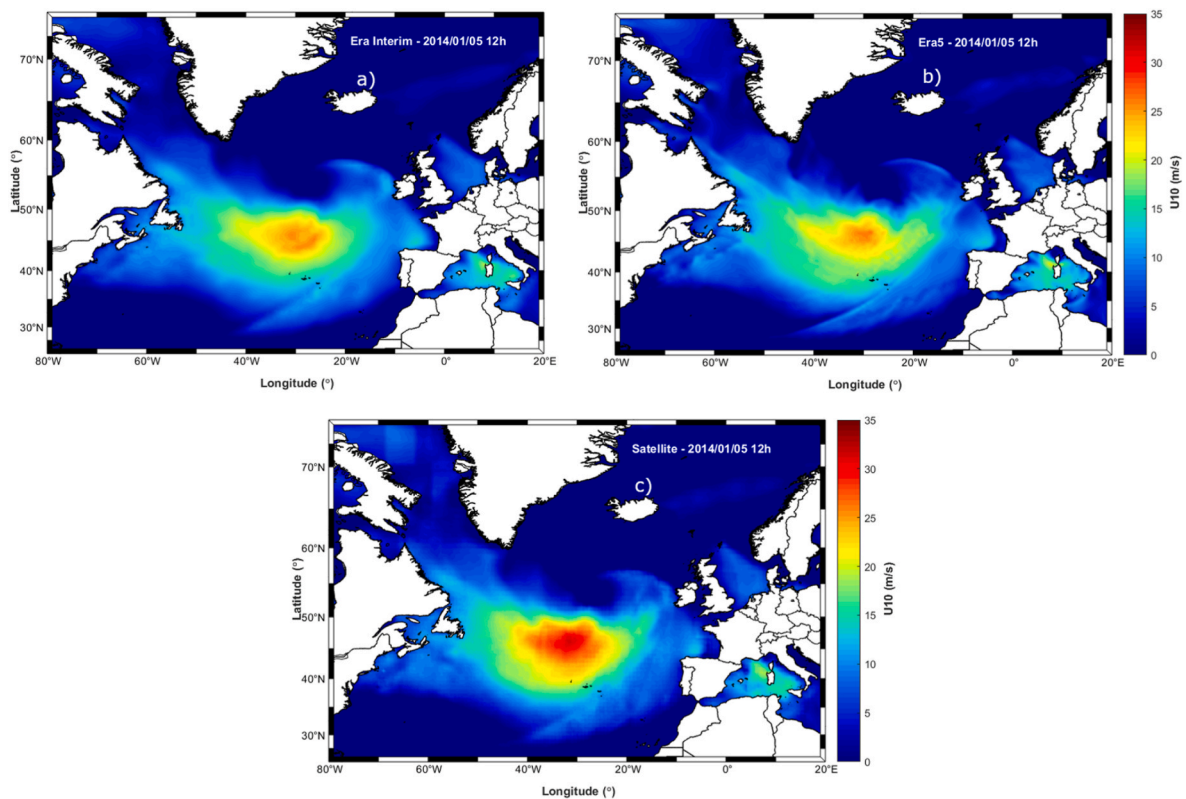 Era Interim - 2014/01/05 12h
a)
70°N
60°N
50°N
40°N
30°N
Latitude (°)
80°W
60°W
40°W
20°W
0°
20°E
Longitude (°)
Era5 - 2014/01/05 12h
b)
70°N
60°N
50°N
40°N
30°N
Latitude (°)
80°W
60°W
40°W
20°W
0°
20°E
Longitude (°)
35
30
25
20
15
10
5
0
U10 (m/s)
Satellite - 2014/01/05 12h
c)
70°N
60°N
50°N
40°N
30°N
Latitude (°)
80°W
60°W
40°W
20°W
0°
20°E
Longitude (°)
35
30
25
20
15
10
5
0
U10 (m/s)